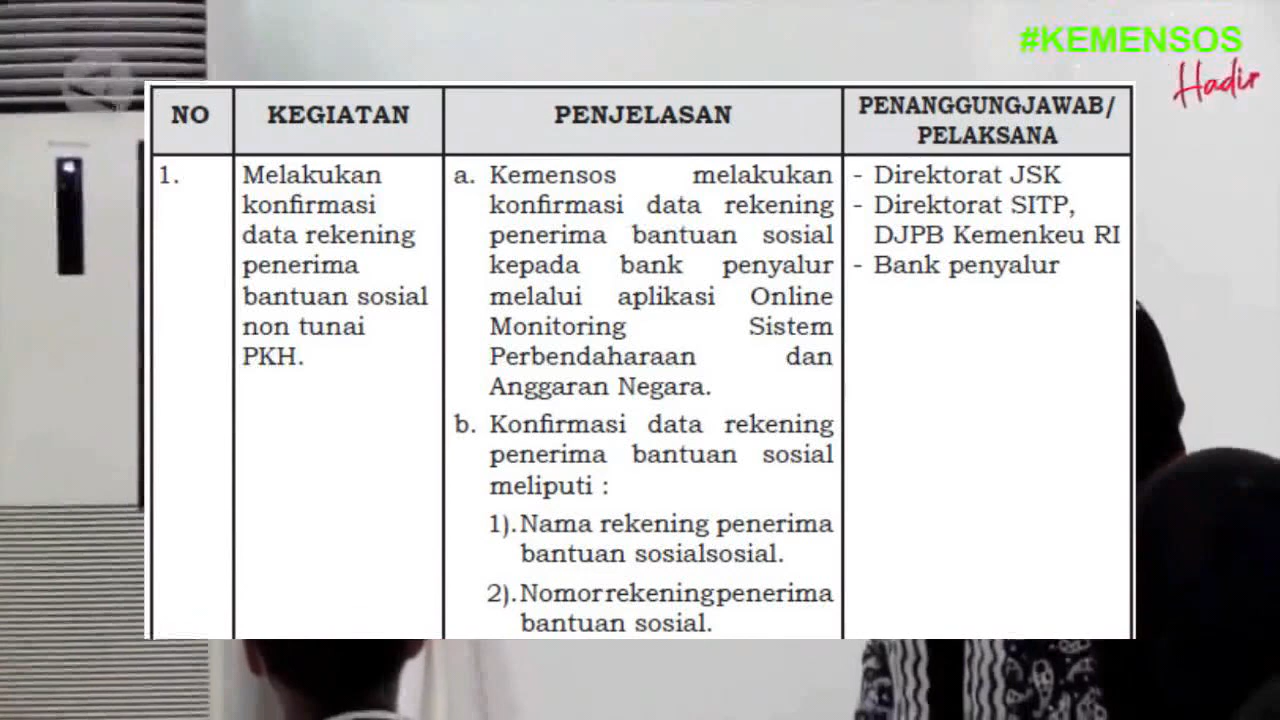 #KEMENSOS
Hadir
NO
KEGIATAN
PENJELASAN
PENANGGUNGJAWAB/
PELAKSANA
1.
Melakukan
konfirmasi
data rekening
penerima
bantuan sosial
non tunai
PKH.
a. Kemensos melakukan
konfirmasi data rekening
penerima bantuan sosial
kepada bank penyalur
melalui aplikasi Online
Monitoring Sistem
Perbendaharaan dan
Anggaran Negara.
b. Konfirmasi data rekening
penerima bantuan sosial
meliputi :
1). Nama rekening penerima
bantuan sosialsosial.
2). Nomor rekening penerima
bantuan sosial.
- Direktorat JSK
- Direktorat SITP,
DJPB Kemenkeu RI
- Bank penyalur